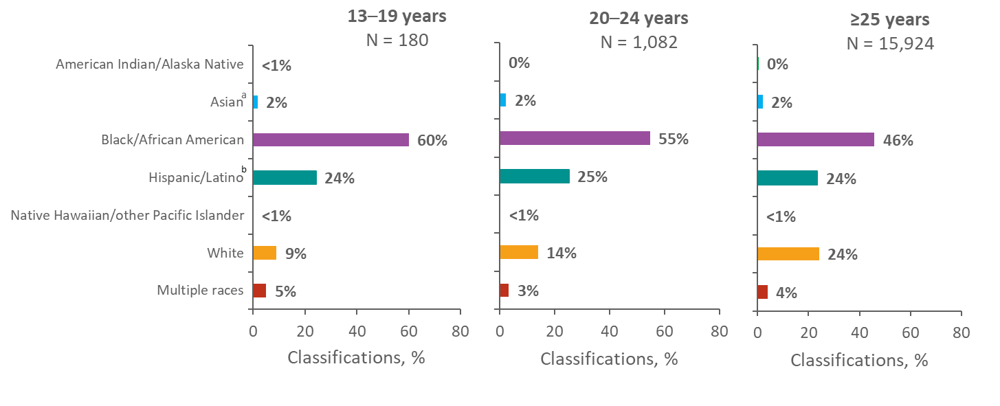 13–19 years
N = 180
20–24 years
N = 1,082
≥25 years
N = 15,924
American Indian/Alaska Native <1% 0% 0%
Asianª 2% 2% 2%
Black/African American 60% 55% 46%
Hispanic/Latinoᵇ 24% 25% 24%
Native Hawaiian/other Pacific Islander <1% <1% <1%
White 9% 14% 24%
Multiple races 5% 3% 4%
0 20 40 60 80 0 20 40 60 80 0 20 40 60 80
Classifications, % Classifications, % Classifications, %